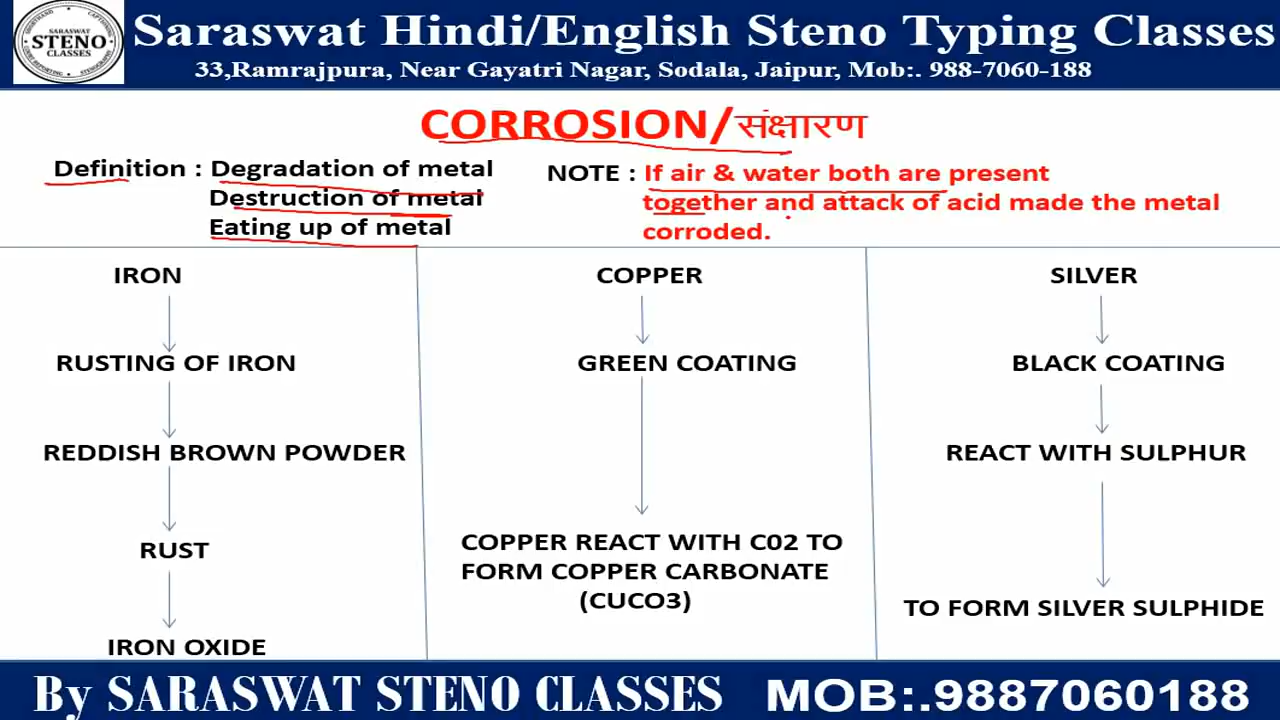 SARASWAT
STENO
CLASSES
Saraswat Hindi/English Steno Typing Classes
33,Ramrajpura, Near Gayatri Nagar, Sodala, Jaipur, Mob:. 988-7060-188
CORROSION/संक्षारण
Definition : Degradation of metal
Destruction of metal
Eating up of metal
NOTE : If air & water both are present
together and attack of acid made the metal
corroded.
IRON
RUSTING OF IRON
REDDISH BROWN POWDER
RUST
IRON OXIDE
COPPER
GREEN COATING
COPPER REACT WITH C02 TO
FORM COPPER CARBONATE
(CUCO3)
SILVER
BLACK COATING
REACT WITH SULPHUR
TO FORM SILVER SULPHIDE
By SARASWAT STENO CLASSES MOB:.9887060188